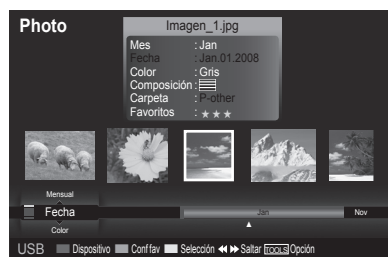 Photo
Imagen_1.jpg
Mes : Jan
Fecha : Jan.01.2008
Color : Gris
Composición :
Carpeta : P-other
Favoritos : ★ ★ ★
Mensual
Fecha
Jan
Nov
Color
USB Dispositivo Conf fav Selección Saltar TOOLS Opción